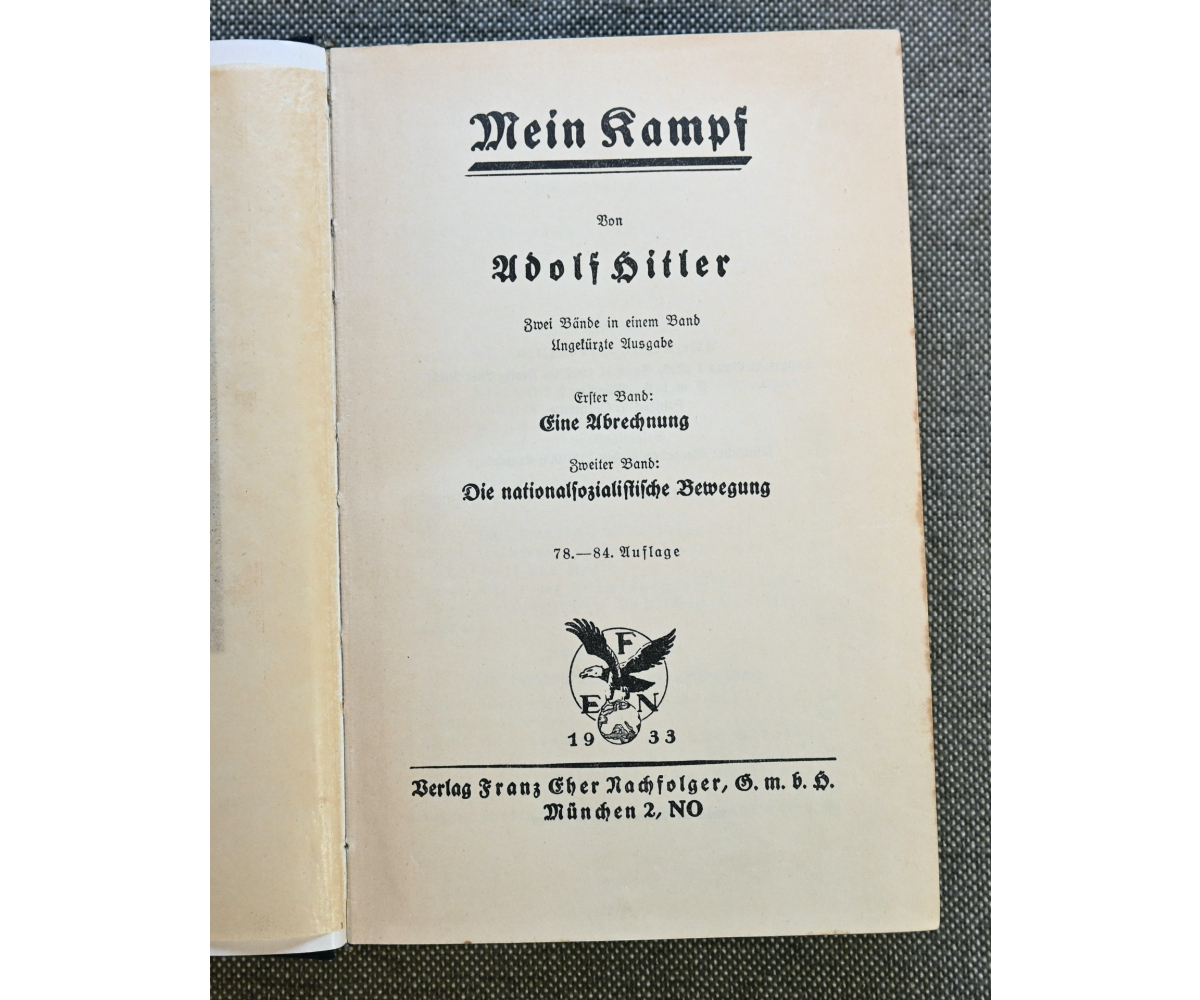 Mein Kampf
Von
Adolf Hitler
Zwei Bände in einem Band
Ungekürzte Ausgabe
Erster Band:
Eine Abrechnung
Zweiter Band:
Die nationalsozialistische Bewegung
78.—84. Auflage
F
E N
19 33
Verlag Franz Eher Nachfolger, G. m. b. H.
München 2, NO